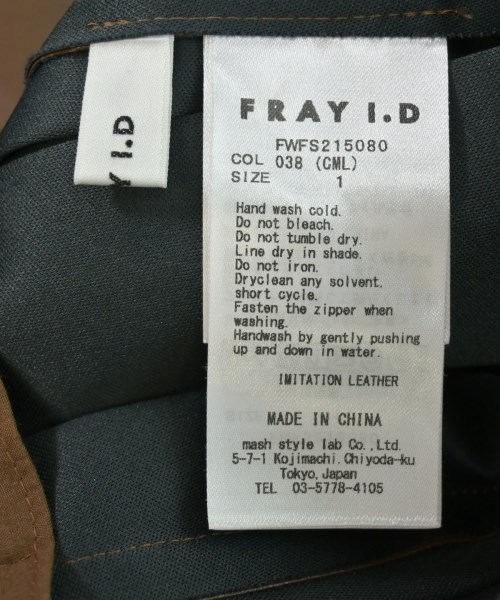 Y I.D
FRAY I.D
FWFS215080
COL 038 (CML)
SIZE 1
Hand wash cold.
Do not bleach.
Do not tumble dry.
Line dry in shade.
Do not iron.
Dryclean any solvent,
short cycle.
Fasten the zipper when
washing.
Handwash by gently pushing
up and down in water.
IMITATION LEATHER
MADE IN CHINA
mash style lab Co.,Ltd.
5-7-1 Kojimachi.Chiyoda-ku
Tokyo,Japan
TEL 03-5778-4105